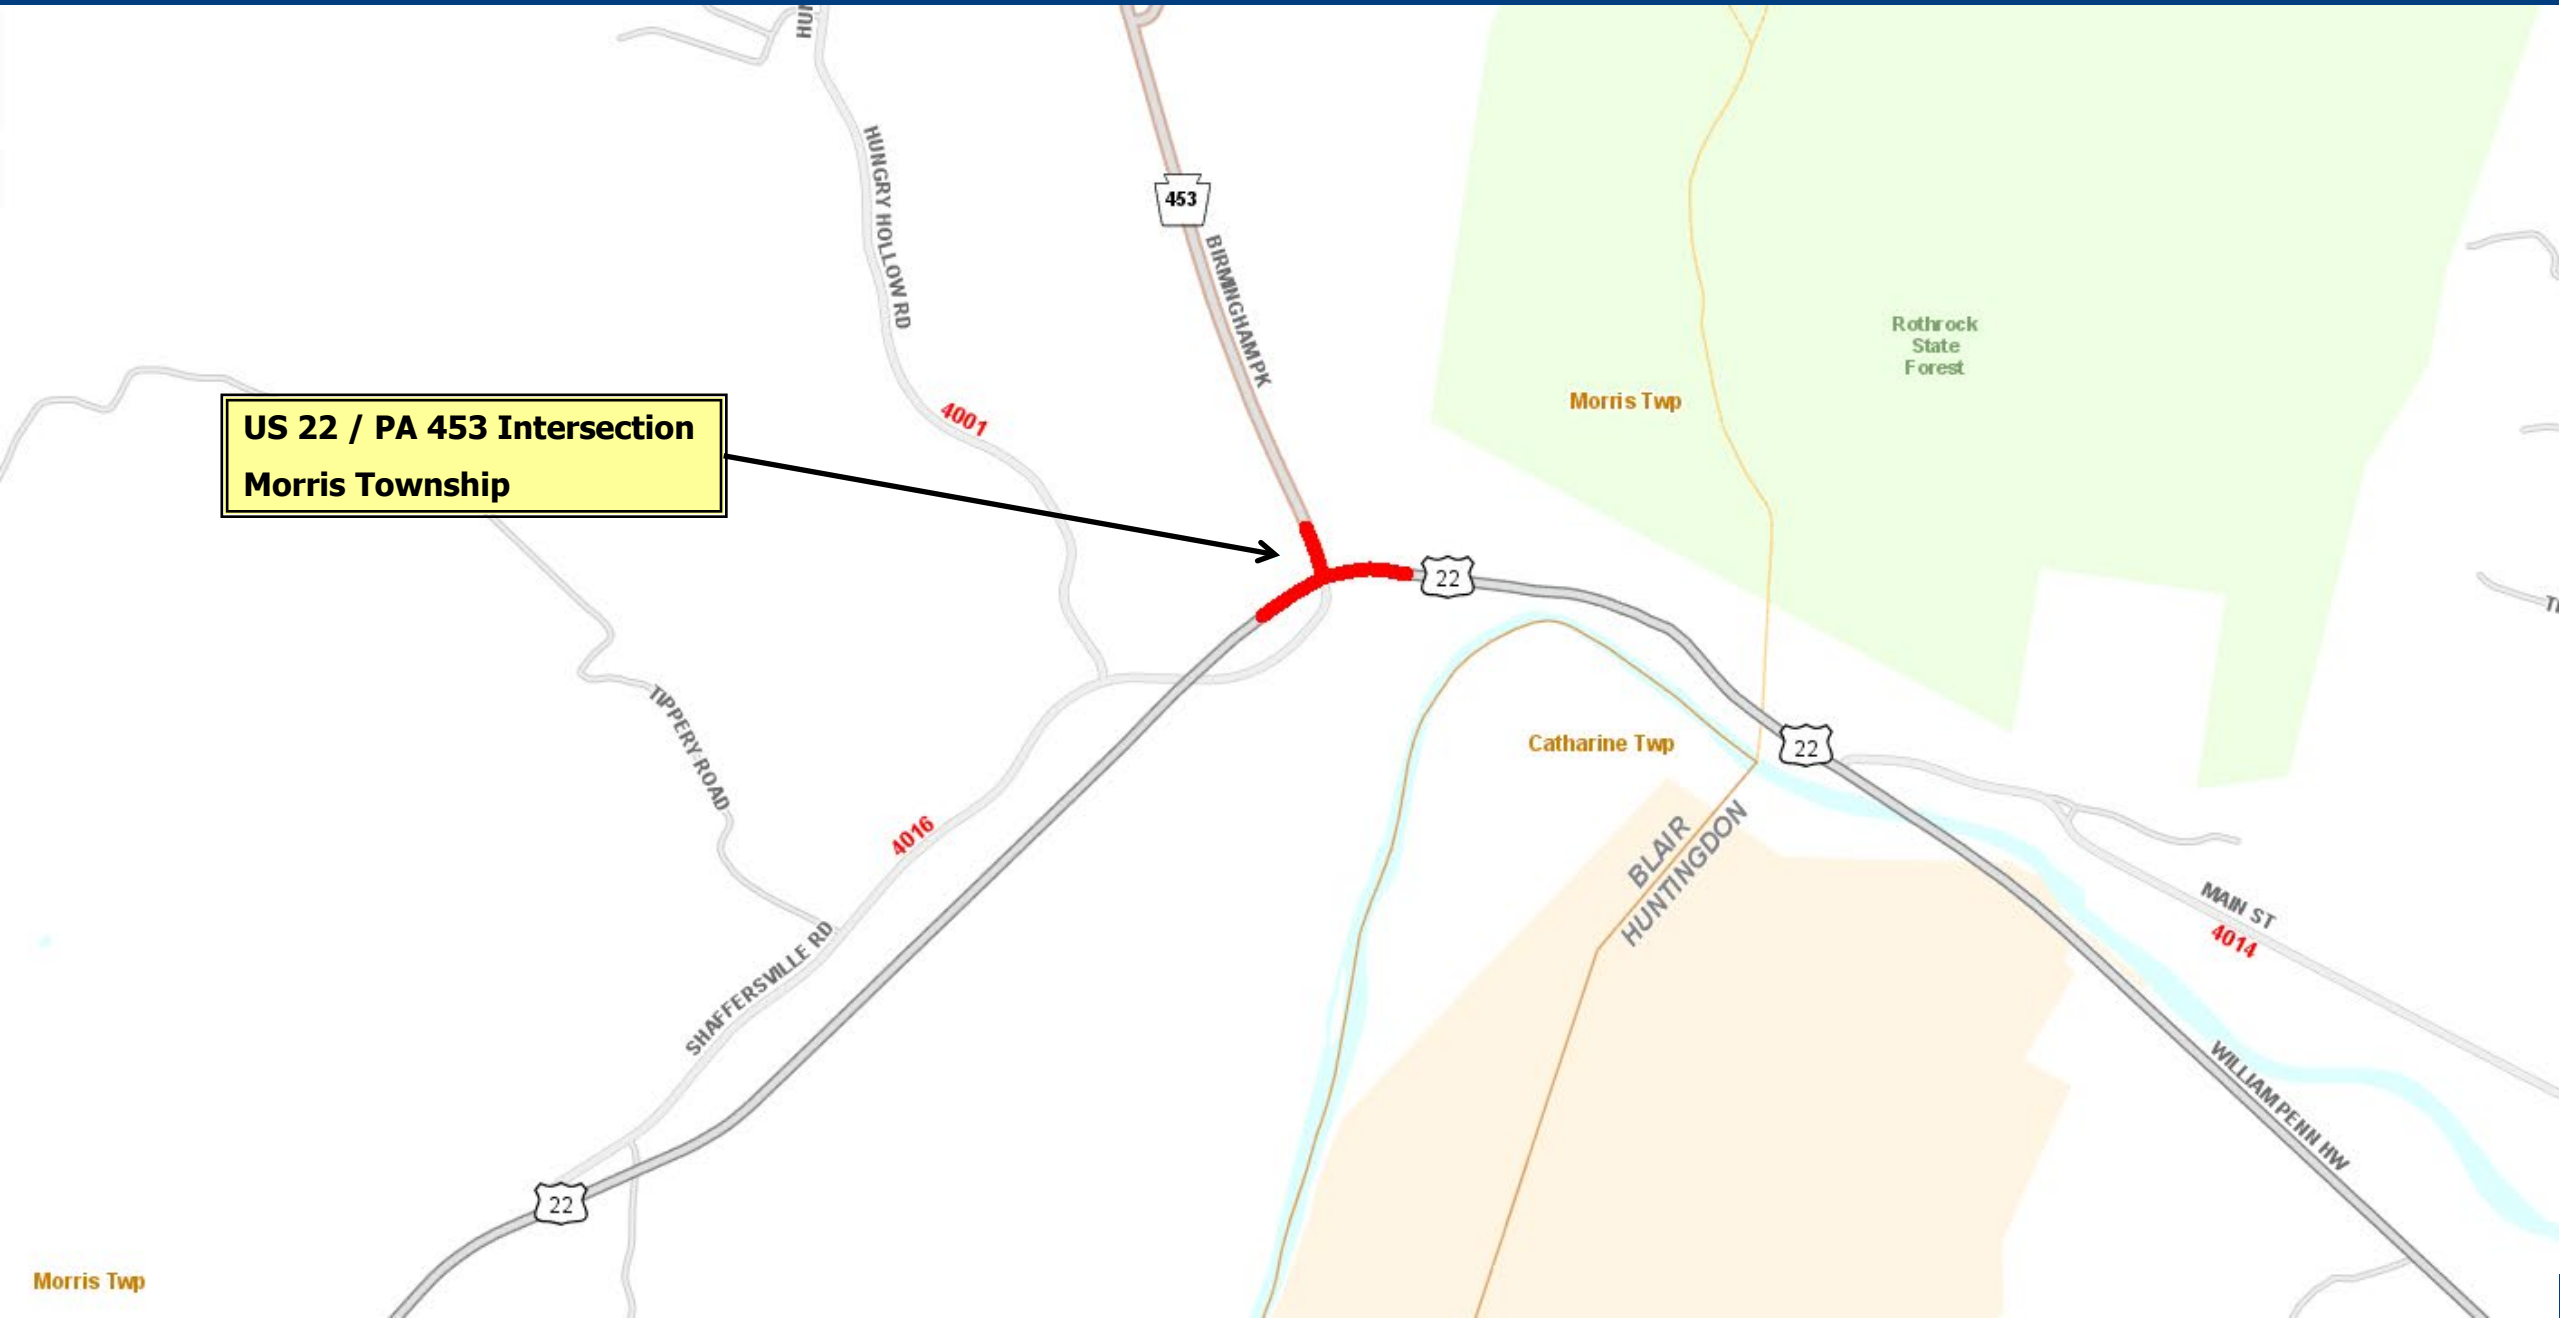 HUN
HUNGRY HOLLOW RD
453
BIRMINGHAM PK
Rothrock
State
Forest
Morris Twp
4001
US 22 / PA 453 Intersection
Morris Township
22
TIPPERY ROAD
Catharine Twp
22
4016
BLAIR
HUNTINGDON
MAIN ST
4014
SHAFFERSVILLE RD
WILLIAM PENN HW
22
Morris Twp